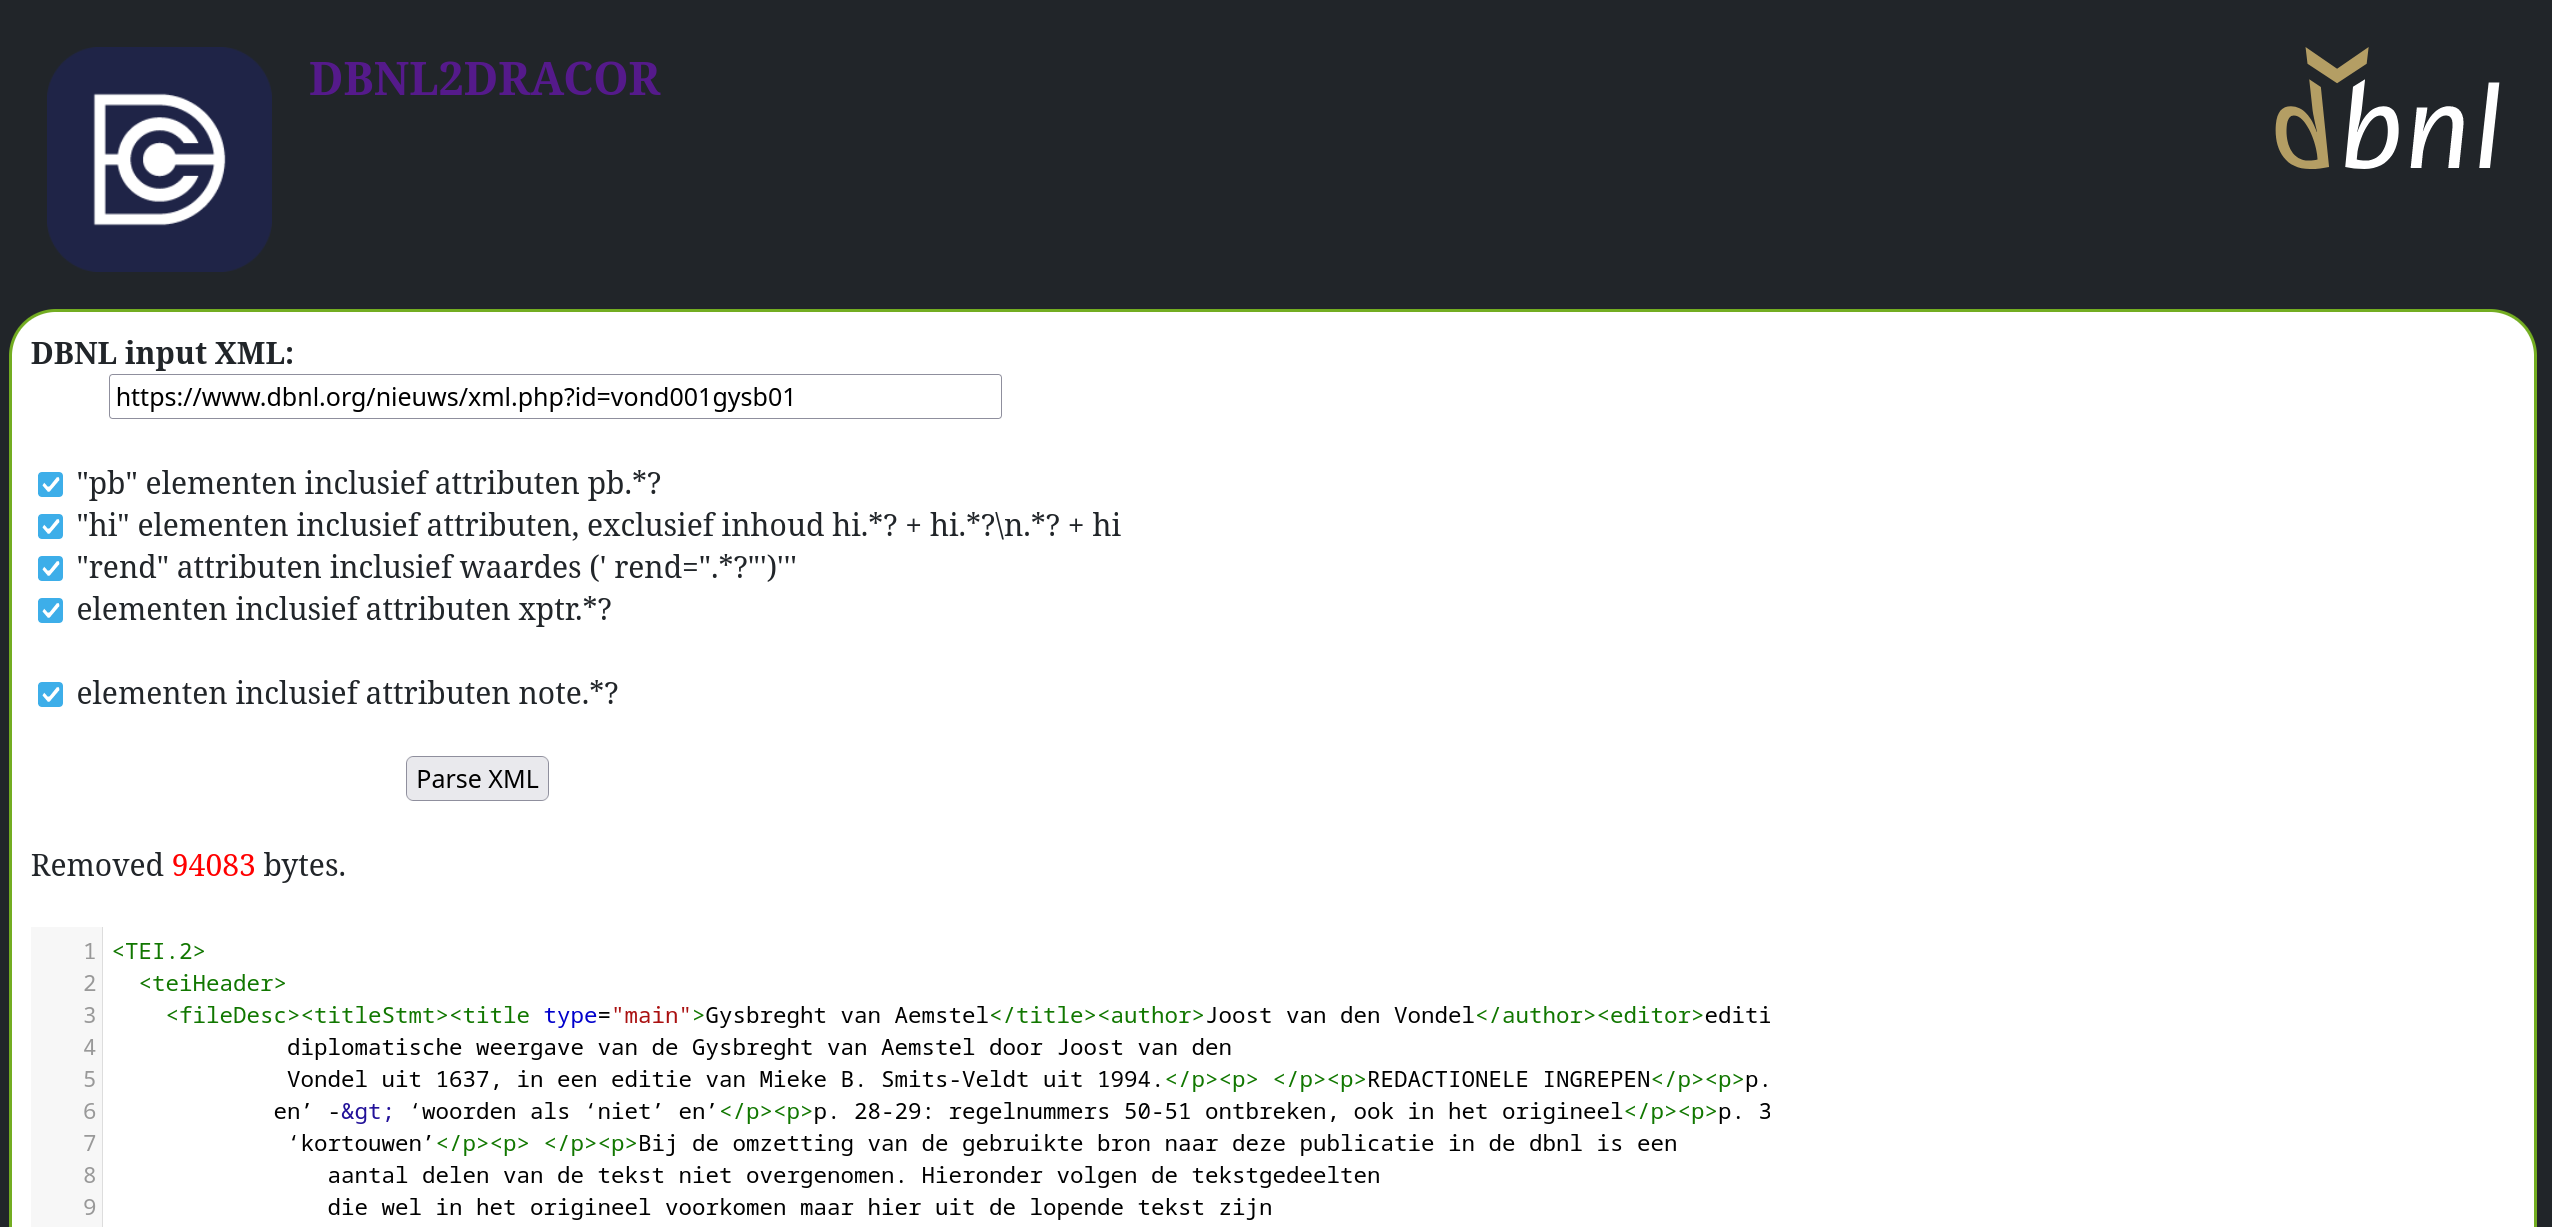 DBNL2DRACOR
dbnl
DBNL input XML:
https://www.dbnl.org/nieuws/xml.php?id=vond001gysb01
"pb" elementen inclusief attributen pb.*?
"hi" elementen inclusief attributen, exclusief inhoud hi.*? + hi.*?\n.*? + hi
"rend" attributen inclusief waardes (' rend=".*?"')'''
elementen inclusief attributen xptr.*?
elementen inclusief attributen note.*?
Parse XML
Removed 94083 bytes.
1 <TEI.2>
2 <teiHeader>
3 <fileDesc><titleStmt><title type="main">Gysbreght van Aemstel</title><author>Joost van den Vondel</author><editor>editi
4 diplomatische weergave van de Gysbreght van Aemstel door Joost van den
5 Vondel uit 1637, in een editie van Mieke B. Smits-Veldt uit 1994.</p><p> </p><p>REDACTIONELE INGREPEN</p><p>p.
6 en’ -&gt; ‘woorden als ‘niet’ en’</p><p>p. 28-29: regelnummers 50-51 ontbreken, ook in het origineel</p><p>p. 3
7 ‘kortouwen’</p><p> </p><p>Bij de omzetting van de gebruikte bron naar deze publicatie in de dbnl is een
8 aantal delen van de tekst niet overgenomen. Hieronder volgen de tekstgedeelten
9 die wel in het origineel voorkomen maar hier uit de lopende tekst zijn